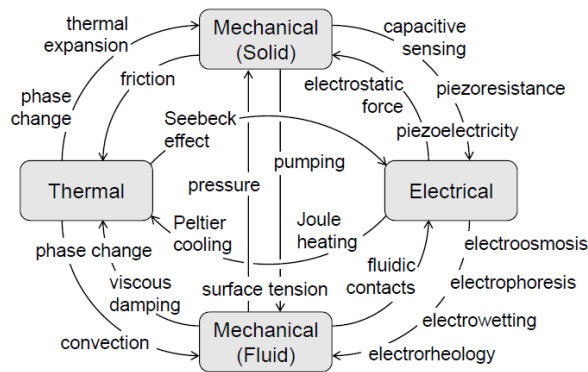 thermal
expansion
Mechanical
(Solid)
capacitive
sensing
friction
electrostatic
force
piezoresistance
phase
change
Seebeck
effect
piezoelectricity
pumping
Thermal
pressure
Electrical
Peltier
cooling
Joule
heating
phase change
fluidic
contacts
electroosmosis
viscous
damping
surface tension
electrophoresis
convection
Mechanical
(Fluid)
electrowetting
electrorheology